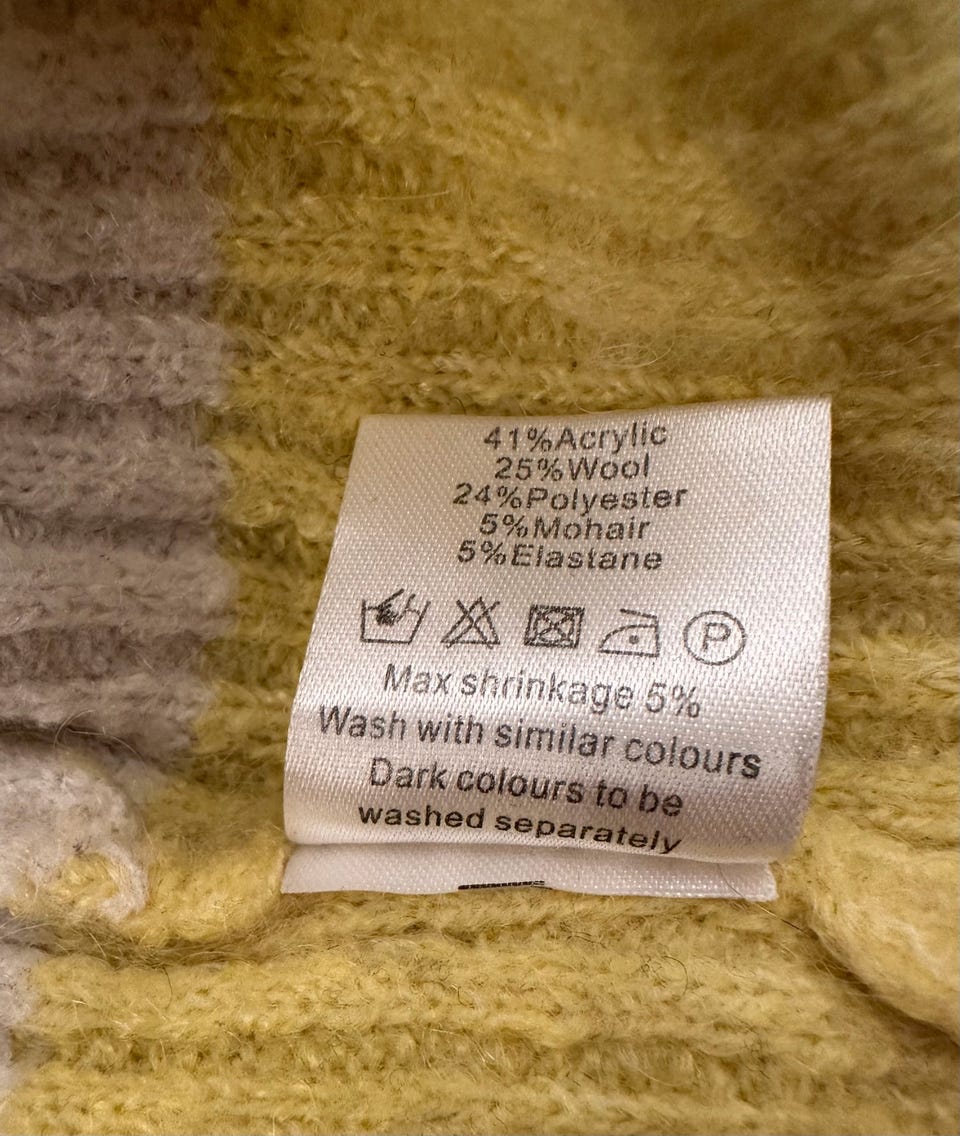 41%Acrylic
25%Wool
24%Polyester
5%Mohair
5%Elastane
P
Max shrinkage 5%
Wash with similar colours
Dark colours to be
washed separately